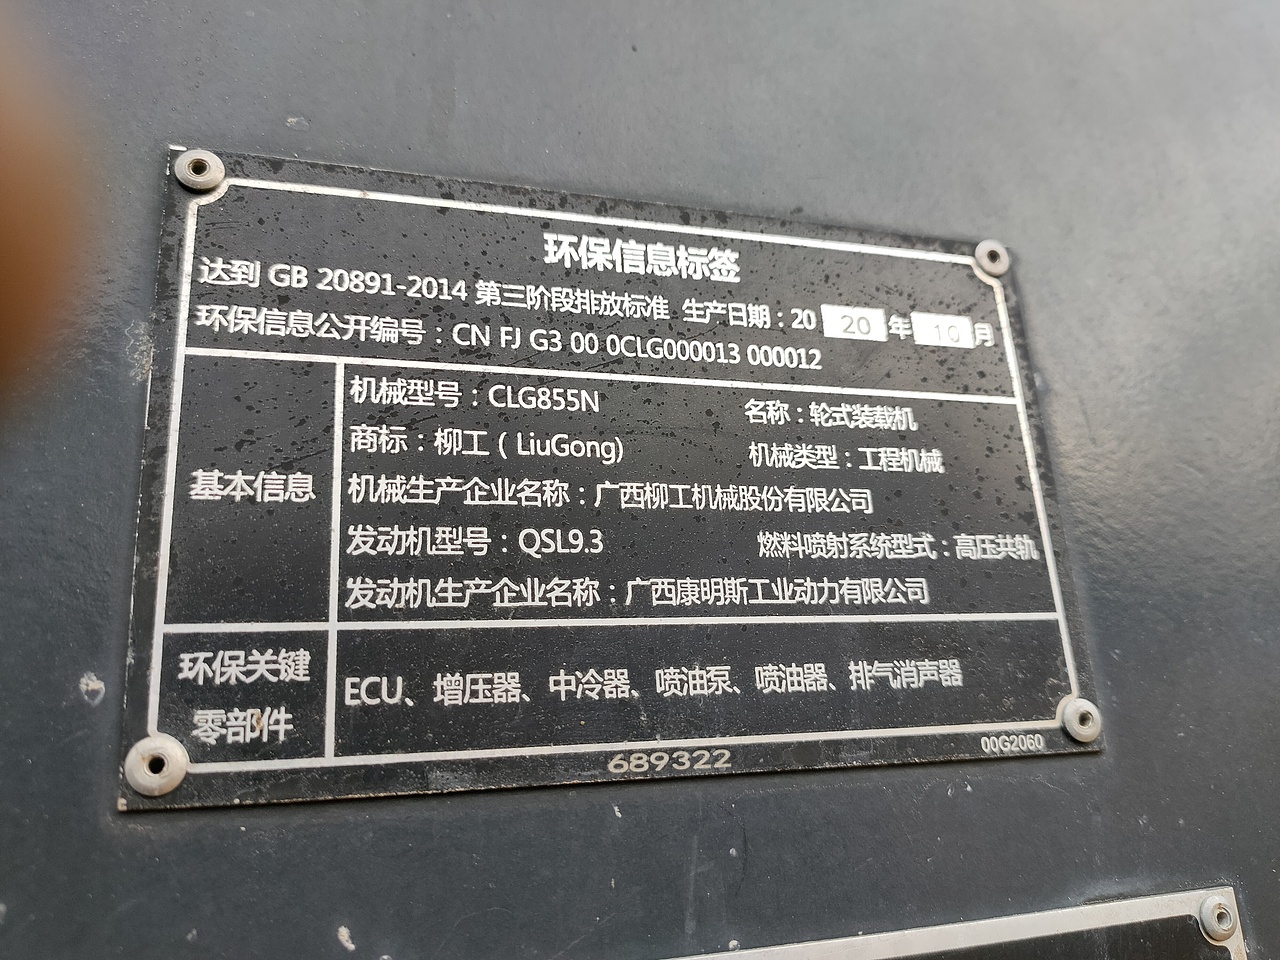 环保信息标签
达到 GB 20891-2014 第三阶段排放标准 生产日期：20 20 年 10 月
环保信息公开编号：CN FJ G3 00 0CLG000013 000012
基本信息
机械型号：CLG855N 名称：轮式装载机
商标：柳工（LiuGong) 机械类型：工程机械
机械生产企业名称：广西柳工机械股份有限公司
发动机型号：QSL9.3 燃料喷射系统型式：高压共轨
发动机生产企业名称：广西康明斯工业动力有限公司
环保关键
零部件
ECU、增压器、中冷器、喷油泵、喷油器、排气消声器
689322
00G2060